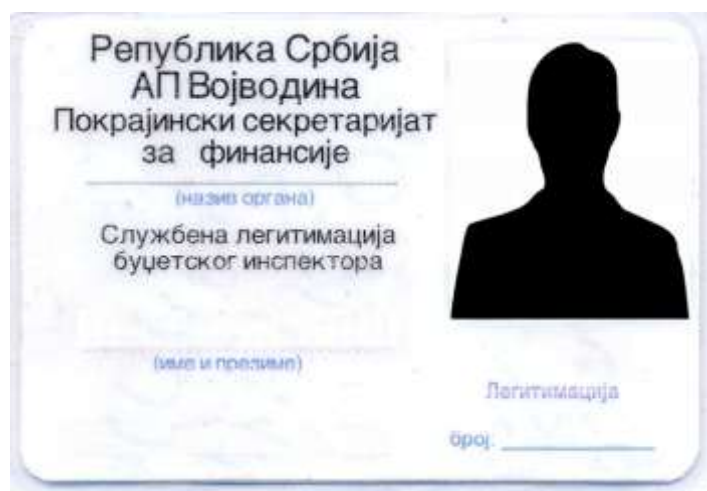 Република Србија
АП Војводина
Покрајински секретаријат
за финансије
(назив органа)
Службена легитимација
буџетског инспектора
(име и презиме)
Легитимација
број: